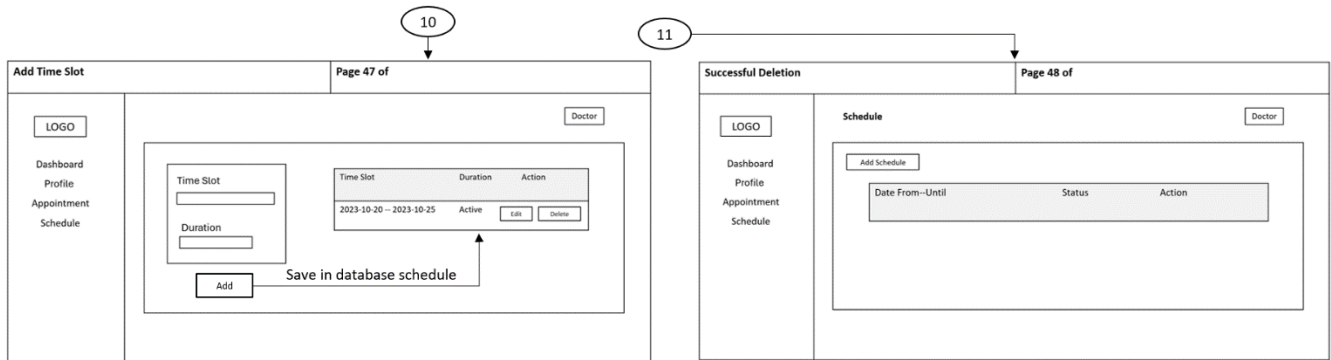 10
Add Time Slot
Page 47 of
LOGO
Doctor
Dashboard
Profile
Appointment
Schedule
Time Slot
Duration
Add
Save in database schedule
Time Slot Duration Action
2023-10-20 -- 2023-10-25 Active Edit Delete
11
Successful Deletion
Page 48 of
LOGO
Schedule
Doctor
Dashboard
Profile
Appointment
Schedule
Add Schedule
Date From--Until Status Action